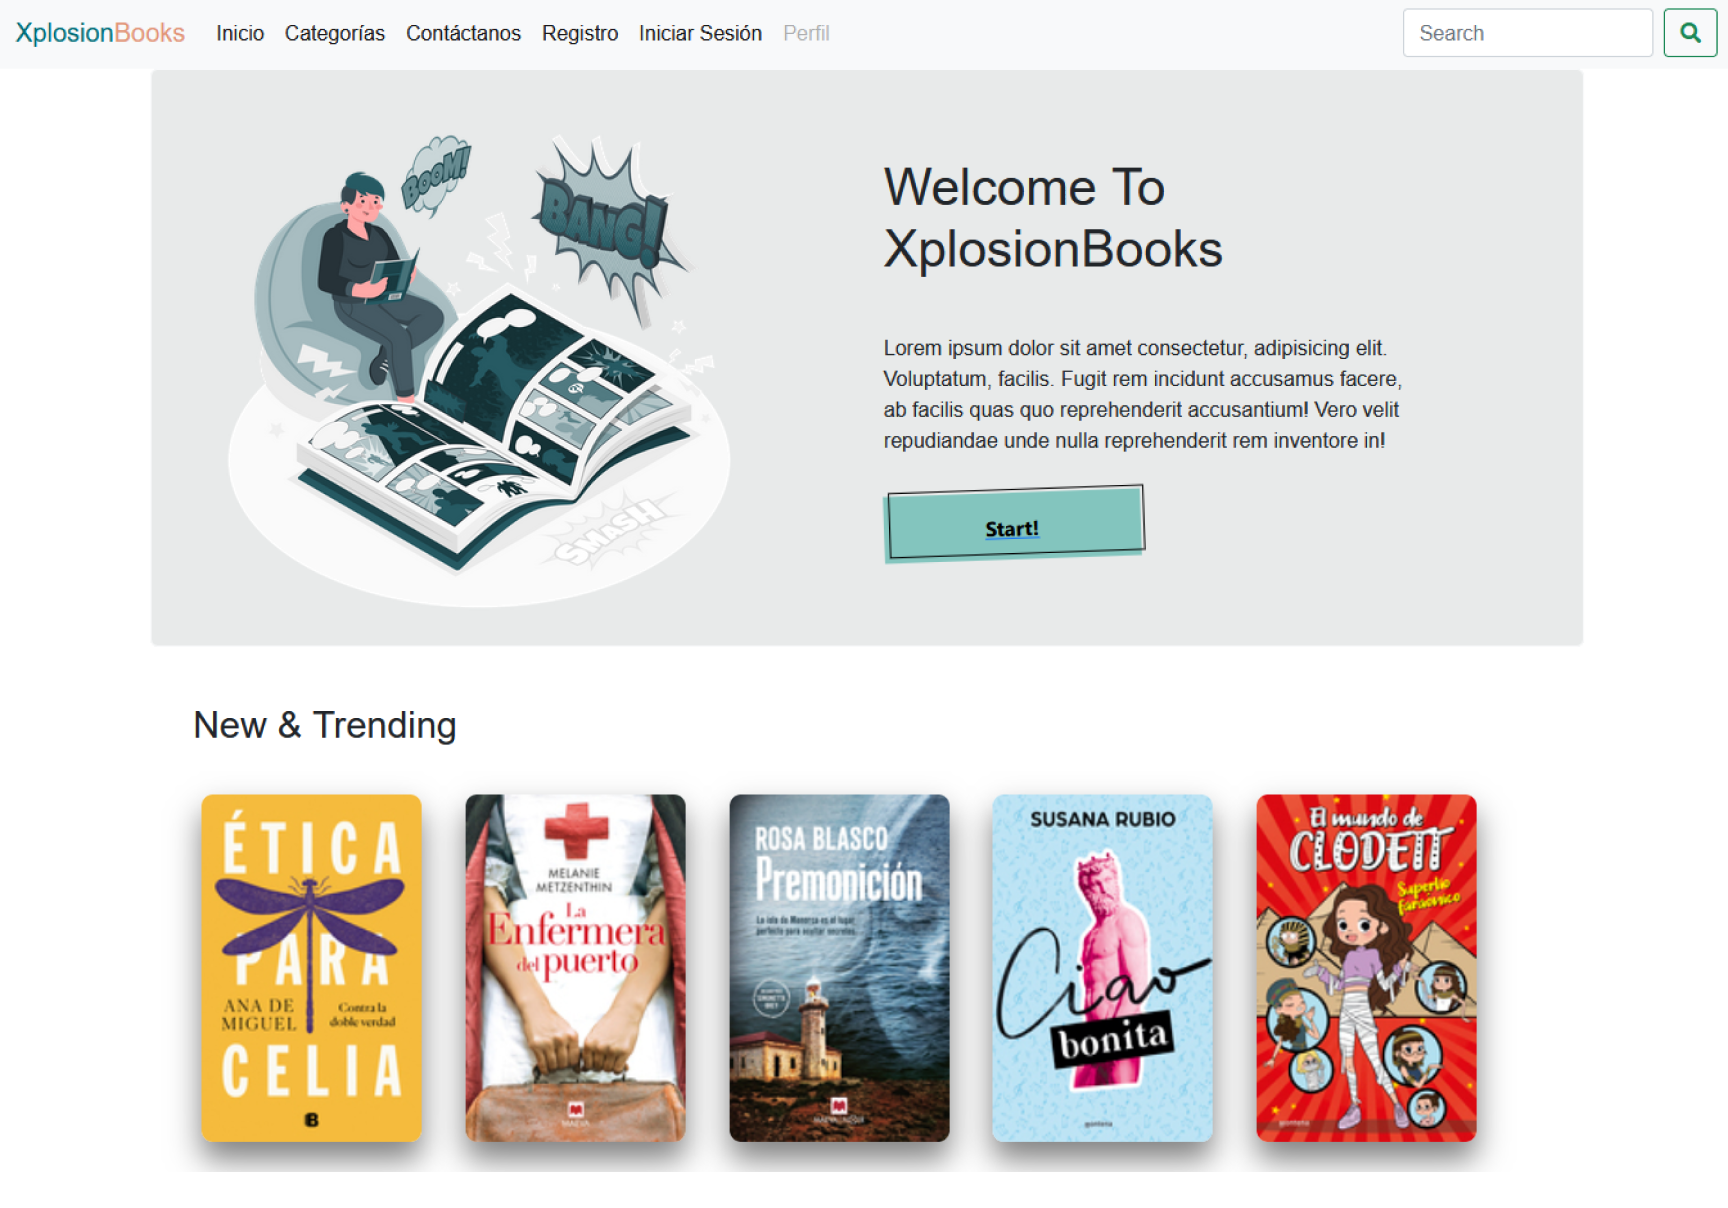 XplosionBooks Inicio Categorías Contáctanos Registro Iniciar Sesión Perfil Search
BOOM!
BANG!
SMASH
Welcome To
XplosionBooks
Lorem ipsum dolor sit amet consectetur, adipisicing elit.
Voluptatum, facilis. Fugit rem incidunt accusamus facere,
ab facilis quas quo reprehenderit accusantium! Vero velit
repudiandae unde nulla reprehenderit rem inventore in!
Start!
New & Trending
ÉTICA
PARA
ANA DE
MIGUEL
Contra la
doble verdad
CELIA
B
MELANIE
METZENTHIN
La
Enfermera
del puerto
MAEVA
ROSA BLASCO
Premonición
La isla de Menorca es el lugar
perfecto para ocultar secretos.
MAEVA NOIR
SUSANA RUBIO
Ciao
bonita
montena
El mundo de
CLODETT
Superlío
faraónico
montena